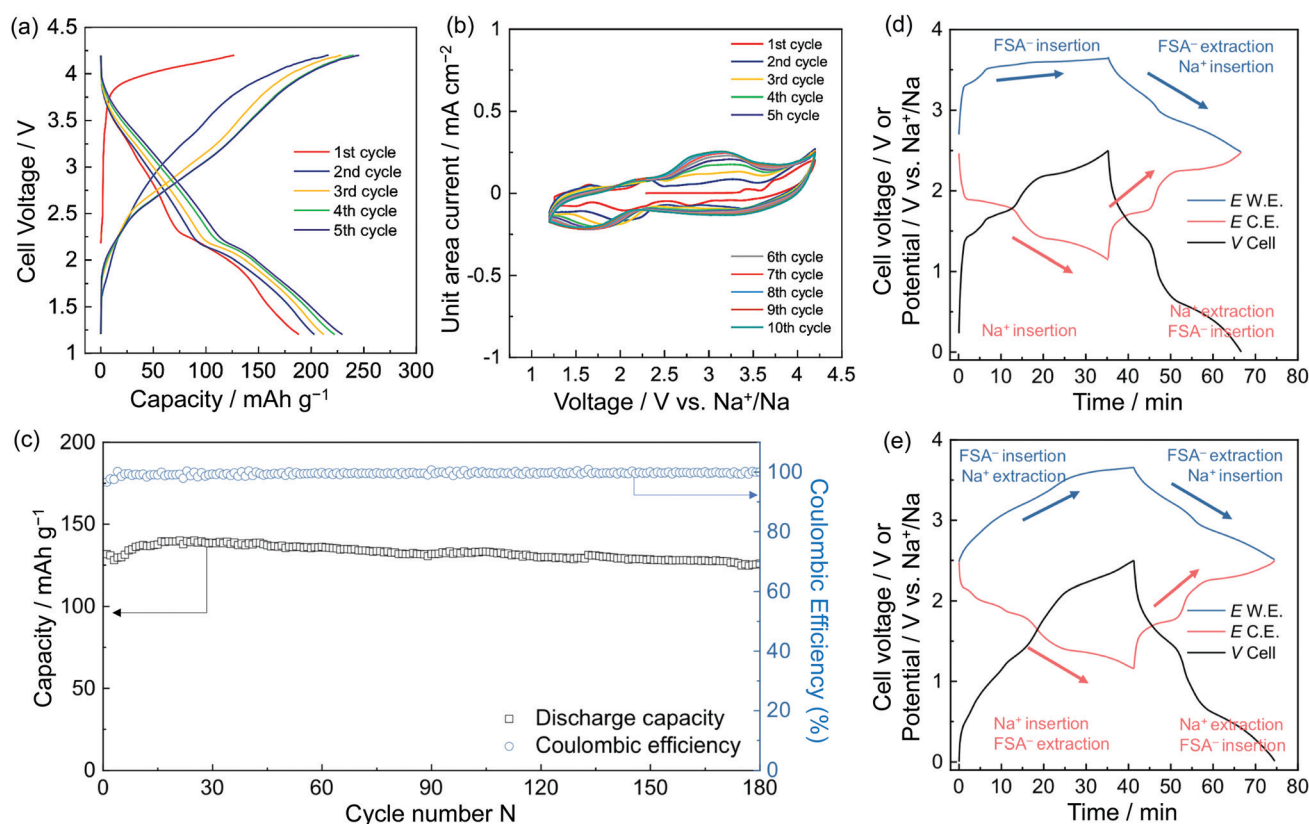 (a)
4.5
4
3.5
3
2.5
2
1.5
1
Cell Voltage / V
1st cycle
2nd cycle
3rd cycle
4th cycle
5th cycle
0
50
100
150
200
250
300
Capacity / mAh g⁻¹
(b)
1
0.5
0
-0.5
-1
Unit area current / mA cm⁻²
1st cycle
2nd cycle
3rd cycle
4th cycle
5h cycle
6th cycle
7th cycle
8th cycle
9th cycle
10th cycle
1
1.5
2
2.5
3
3.5
4
4.5
Voltage / V vs. Na⁺/Na
(c)
200
150
100
50
0
Capacity / mAh g⁻¹
100
80
60
40
20
0
Coulombic Efficiency (%)
Discharge capacity
Coulombic efficiency
0
30
60
90
120
150
180
Cycle number N
(d)
4
3
2
1
0
Cell voltage / V or
Potential / V vs. Na⁺/Na
FSA⁻ insertion
FSA⁻ extraction
Na⁺ insertion
E W.E.
E C.E.
V Cell
Na⁺ insertion
Na⁺ extraction
FSA⁻ insertion
0
10
20
30
40
50
60
70
80
Time / min
(e)
4
3
2
1
0
Cell voltage / V or
Potential / V vs. Na⁺/Na
FSA⁻ insertion
Na⁺ extraction
FSA⁻ extraction
Na⁺ insertion
E W.E.
E C.E.
V Cell
Na⁺ insertion
FSA⁻ extraction
Na⁺ extraction
FSA⁻ insertion
0
10
20
30
40
50
60
70
80
Time / min